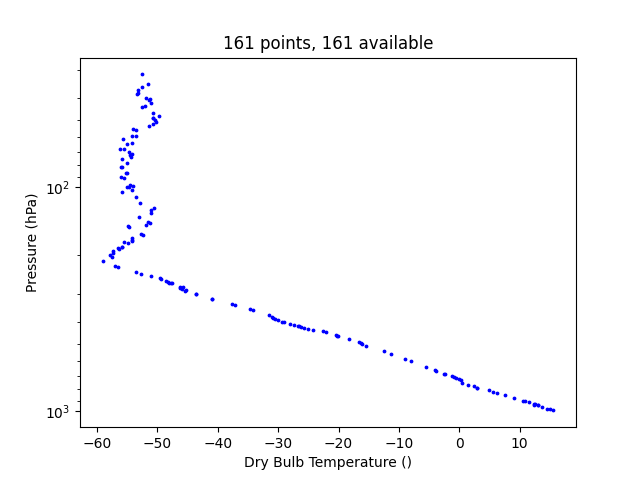 161 points, 161 available
Pressure (hPa)
10²
10³
−60 −50 −40 −30 −20 −10 0 10
Dry Bulb Temperature ()